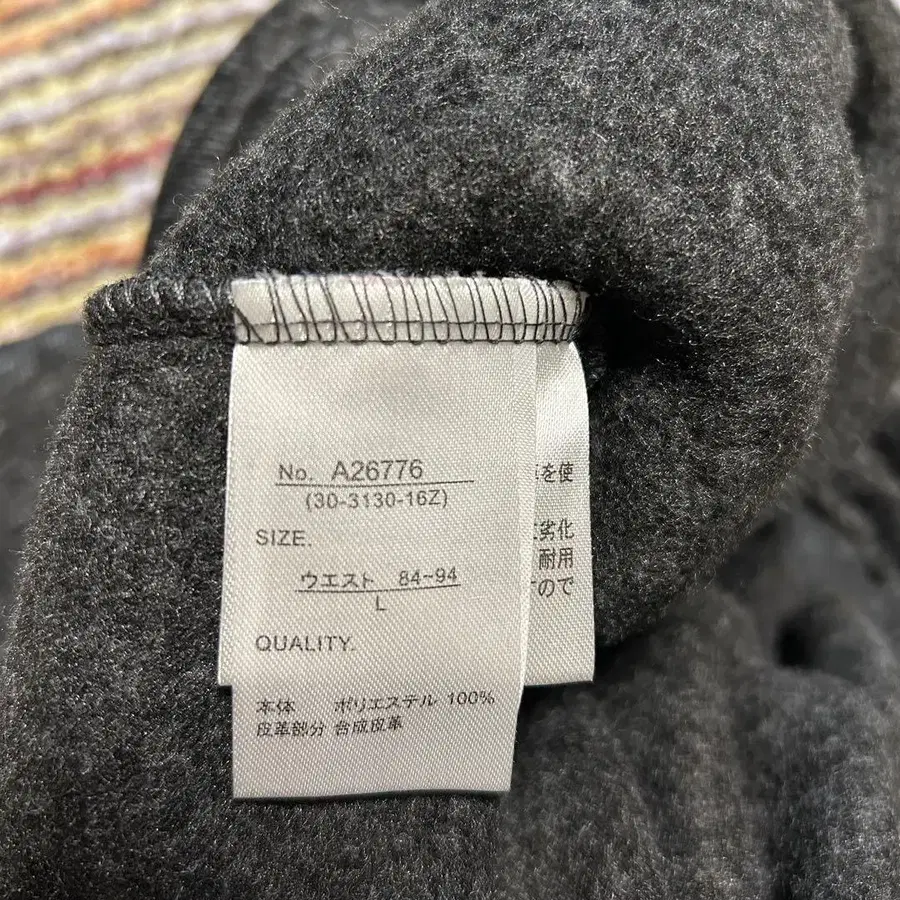 No. A26776
(30-3130-16Z)
SIZE.
ウエスト 84~94
L
QUALITY.
本体 ポリエステル 100%
皮革部分 合成皮革
を使
劣化
耐用
ので